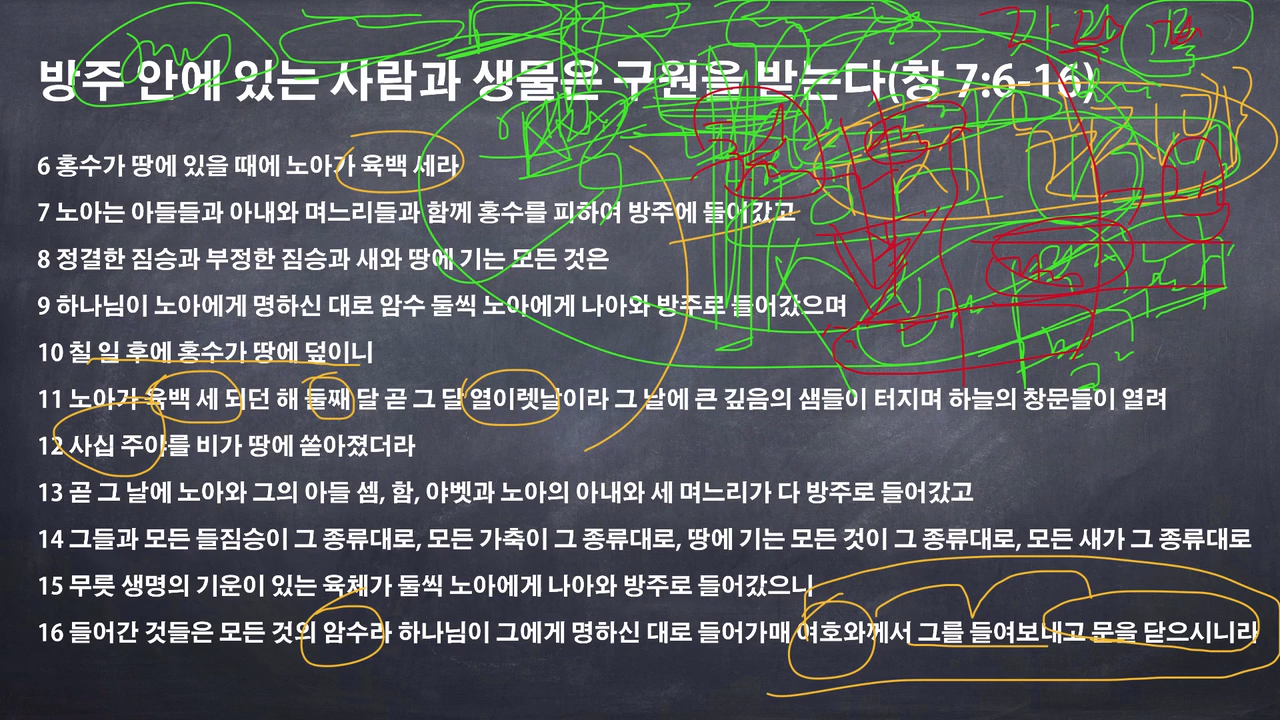 방주 안에 있는 사람과 생물은 구원을 받는다(창 7:6-16)
6 홍수가 땅에 있을 때에 노아가 육백 세라
7 노아는 아들들과 아내와 며느리들과 함께 홍수를 피하여 방주에 들어갔고
8 정결한 짐승과 부정한 짐승과 새와 땅에 기는 모든 것은
9 하나님이 노아에게 명하신 대로 암수 둘씩 노아에게 나아와 방주로 들어갔으며
10 칠 일 후에 홍수가 땅에 덮이니
11 노아가 육백 세 되던 해 둘째 달 곧 그 달 열이렛날이라 그 날에 큰 깊음의 샘들이 터지며 하늘의 창문들이 열려
12 사십 주야를 비가 땅에 쏟아졌더라
13 곧 그 날에 노아와 그의 아들 셈, 함, 야벳과 노아의 아내와 세 며느리가 다 방주로 들어갔고
14 그들과 모든 들짐승이 그 종류대로, 모든 가축이 그 종류대로, 땅에 기는 모든 것이 그 종류대로, 모든 새가 그 종류대로
15 무릇 생명의 기운이 있는 육체가 둘씩 노아에게 나아와 방주로 들어갔으니
16 들어간 것들은 모든 것의 암수라 하나님이 그에게 명하신 대로 들어가매 여호와께서 그를 들여보내고 문을 닫으시니라